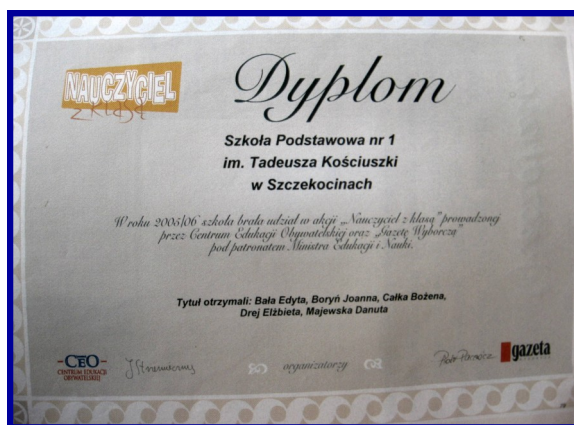 NAUCZYCIEL
z klasą
Dyplom
Szkoła Podstawowa nr 1
im. Tadeusza Kościuszki
w Szczekocinach
W roku 2005/06 szkoła brała udział w akcji „Nauczyciel z klasą" prowadzonej
przez Centrum Edukacji Obywatelskiej oraz „Gazetę Wyborczą"
pod patronatem Ministra Edukacji i Nauki.
Tytuł otrzymali: Bała Edyta, Boryń Joanna, Całka Bożena,
Drej Elżbieta, Majewska Danuta
CEO
CENTRUM EDUKACJI
OBYWATELSKIEJ
organizatorzy
gazeta